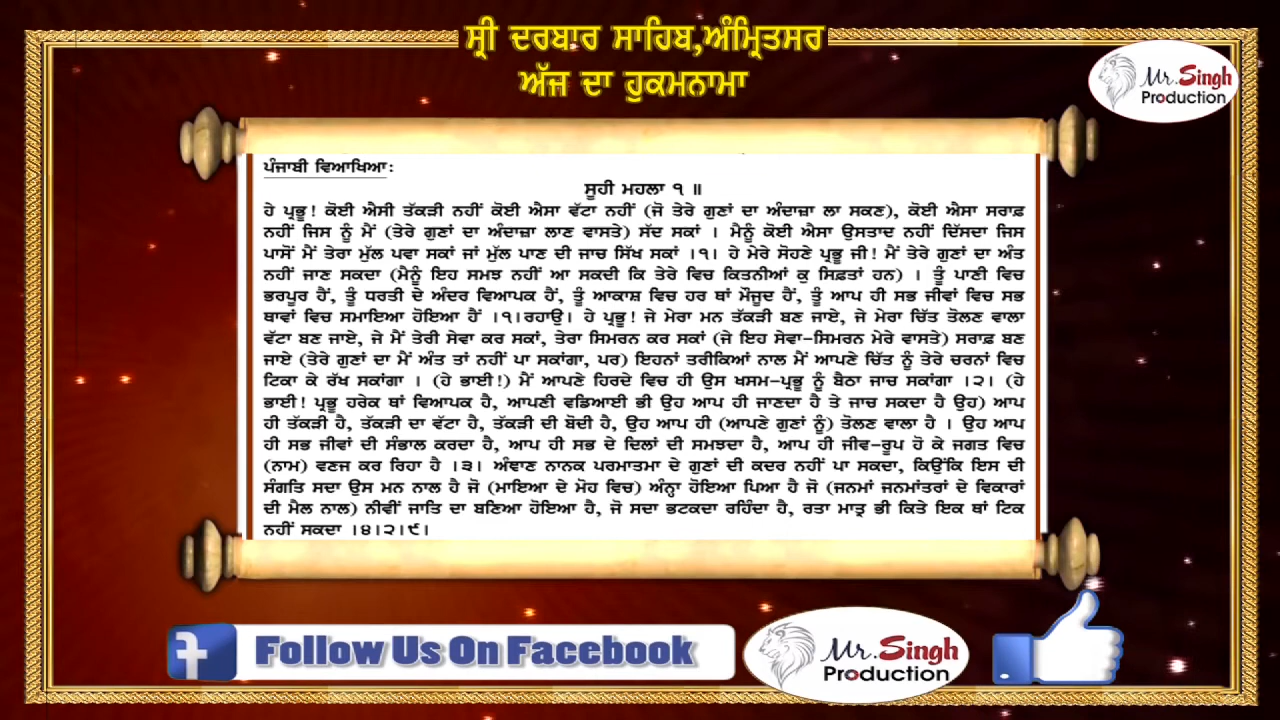 ਸ੍ਰੀ ਦਰਬਾਰ ਸਾਹਿਬ,ਅੰਮ੍ਰਿਤਸਰ
ਅੱਜ ਦਾ ਹੁਕਮਨਾਮਾ
Mr.Singh
Production
ਪੰਜਾਬੀ ਵਿਆਖਿਆ:
ਸੂਹੀ ਮਹਲਾ ੧ ॥
ਹੇ ਪ੍ਰਭੂ! ਕੋਈ ਐਸੀ ਤੱਕੜੀ ਨਹੀਂ ਕੋਈ ਐਸਾ ਵੱਟਾ ਨਹੀਂ (ਜੋ ਤੇਰੇ ਗੁਣਾਂ ਦਾ ਅੰਦਾਜ਼ਾ ਲਾ ਸਕਣ), ਕੋਈ ਐਸਾ ਸਰਾਫ਼
ਨਹੀਂ ਜਿਸ ਨੂੰ ਮੈਂ (ਤੇਰੇ ਗੁਣਾਂ ਦਾ ਅੰਦਾਜ਼ਾ ਲਾਣ ਵਾਸਤੇ) ਸੱਦ ਸਕਾਂ । ਮੈਨੂੰ ਕੋਈ ਐਸਾ ਉਸਤਾਦ ਨਹੀਂ ਦਿੱਸਦਾ ਜਿਸ
ਪਾਸੋਂ ਮੈਂ ਤੇਰਾ ਮੁੱਲ ਪਵਾ ਸਕਾਂ ਜਾਂ ਮੁੱਲ ਪਾਣ ਦੀ ਜਾਚ ਸਿੱਖ ਸਕਾਂ ।੧। ਹੇ ਮੇਰੇ ਸੋਹਣੇ ਪ੍ਰਭੂ ਜੀ! ਮੈਂ ਤੇਰੇ ਗੁਣਾਂ ਦਾ ਅੰਤ
ਨਹੀਂ ਜਾਣ ਸਕਦਾ (ਮੈਨੂੰ ਇਹ ਸਮਝ ਨਹੀਂ ਆ ਸਕਦੀ ਕਿ ਤੇਰੇ ਵਿਚ ਕਿਤਨੀਆਂ ਕੁ ਸਿਫ਼ਤਾਂ ਹਨ) । ਤੂੰ ਪਾਣੀ ਵਿਚ
ਭਰਪੂਰ ਹੈਂ, ਤੂੰ ਧਰਤੀ ਦੇ ਅੰਦਰ ਵਿਆਪਕ ਹੈਂ, ਤੂੰ ਆਕਾਸ਼ ਵਿਚ ਹਰ ਥਾਂ ਮੌਜੂਦ ਹੈਂ, ਤੂੰ ਆਪ ਹੀ ਸਭ ਜੀਵਾਂ ਵਿਚ ਸਭ
ਥਾਵਾਂ ਵਿਚ ਸਮਾਇਆ ਹੋਇਆ ਹੈਂ ।੧।ਰਹਾਉ। ਹੇ ਪ੍ਰਭੂ! ਜੇ ਮੇਰਾ ਮਨ ਤੱਕੜੀ ਬਣ ਜਾਏ, ਜੇ ਮੇਰਾ ਚਿੱਤ ਤੋਲਣ ਵਾਲਾ
ਵੱਟਾ ਬਣ ਜਾਏ, ਜੇ ਮੈਂ ਤੇਰੀ ਸੇਵਾ ਕਰ ਸਕਾਂ, ਤੇਰਾ ਸਿਮਰਨ ਕਰ ਸਕਾਂ (ਜੇ ਇਹ ਸੇਵਾ-ਸਿਮਰਨ ਮੇਰੇ ਵਾਸਤੇ) ਸਰਾਫ਼ ਬਣ
ਜਾਏ (ਤੇਰੇ ਗੁਣਾਂ ਦਾ ਮੈਂ ਅੰਤ ਤਾਂ ਨਹੀਂ ਪਾ ਸਕਾਂਗਾ, ਪਰ) ਇਹਨਾਂ ਤਰੀਕਿਆਂ ਨਾਲ ਮੈਂ ਆਪਣੇ ਚਿੱਤ ਨੂੰ ਤੇਰੇ ਚਰਨਾਂ ਵਿਚ
ਟਿਕਾ ਕੇ ਰੱਖ ਸਕਾਂਗਾ । (ਹੇ ਭਾਈ!) ਮੈਂ ਆਪਣੇ ਹਿਰਦੇ ਵਿਚ ਹੀ ਉਸ ਖਸਮ-ਪ੍ਰਭੂ ਨੂੰ ਬੈਠਾ ਜਾਚ ਸਕਾਂਗਾ ।੨। (ਹੇ
ਭਾਈ! ਪ੍ਰਭੂ ਹਰੇਕ ਥਾਂ ਵਿਆਪਕ ਹੈ, ਆਪਣੀ ਵਡਿਆਈ ਭੀ ਉਹ ਆਪ ਹੀ ਜਾਣਦਾ ਹੈ ਤੇ ਜਾਚ ਸਕਦਾ ਹੈ ਉਹ) ਆਪ
ਹੀ ਤੱਕੜੀ ਹੈ, ਤੱਕੜੀ ਦਾ ਵੱਟਾ ਹੈ, ਤੱਕੜੀ ਦੀ ਬੋਦੀ ਹੈ, ਉਹ ਆਪ ਹੀ (ਆਪਣੇ ਗੁਣਾਂ ਨੂੰ) ਤੋਲਣ ਵਾਲਾ ਹੈ । ਉਹ ਆਪ
ਹੀ ਸਭ ਜੀਵਾਂ ਦੀ ਸੰਭਾਲ ਕਰਦਾ ਹੈ, ਆਪ ਹੀ ਸਭ ਦੇ ਦਿਲਾਂ ਦੀ ਸਮਝਦਾ ਹੈ, ਆਪ ਹੀ ਜੀਵ-ਰੂਪ ਹੋ ਕੇ ਜਗਤ ਵਿਚ
(ਨਾਮ) ਵਣਜ ਕਰ ਰਿਹਾ ਹੈ ।੩। ਅੰਞਾਣ ਨਾਨਕ ਪਰਮਾਤਮਾ ਦੇ ਗੁਣਾਂ ਦੀ ਕਦਰ ਨਹੀਂ ਪਾ ਸਕਦਾ, ਕਿਉਂਕਿ ਇਸ ਦੀ
ਸੰਗਤਿ ਸਦਾ ਉਸ ਮਨ ਨਾਲ ਹੈ ਜੋ (ਮਾਇਆ ਦੇ ਮੋਹ ਵਿਚ) ਅੰਨ੍ਹਾ ਹੋਇਆ ਪਿਆ ਹੈ ਜੋ (ਜਨਮਾਂ ਜਨਮਾਂਤਰਾਂ ਦੇ ਵਿਕਾਰਾਂ
ਦੀ ਮੈਲ ਨਾਲ) ਨੀਵੀਂ ਜਾਤਿ ਦਾ ਬਣਿਆ ਹੋਇਆ ਹੈ, ਜੋ ਸਦਾ ਭਟਕਦਾ ਰਹਿੰਦਾ ਹੈ, ਰਤਾ ਮਾਤ੍ਰ ਭੀ ਕਿਤੇ ਇਕ ਥਾਂ ਟਿਕ
ਨਹੀਂ ਸਕਦਾ ।੪।੨।੯।
Follow Us On Facebook
Mr.Singh
Production